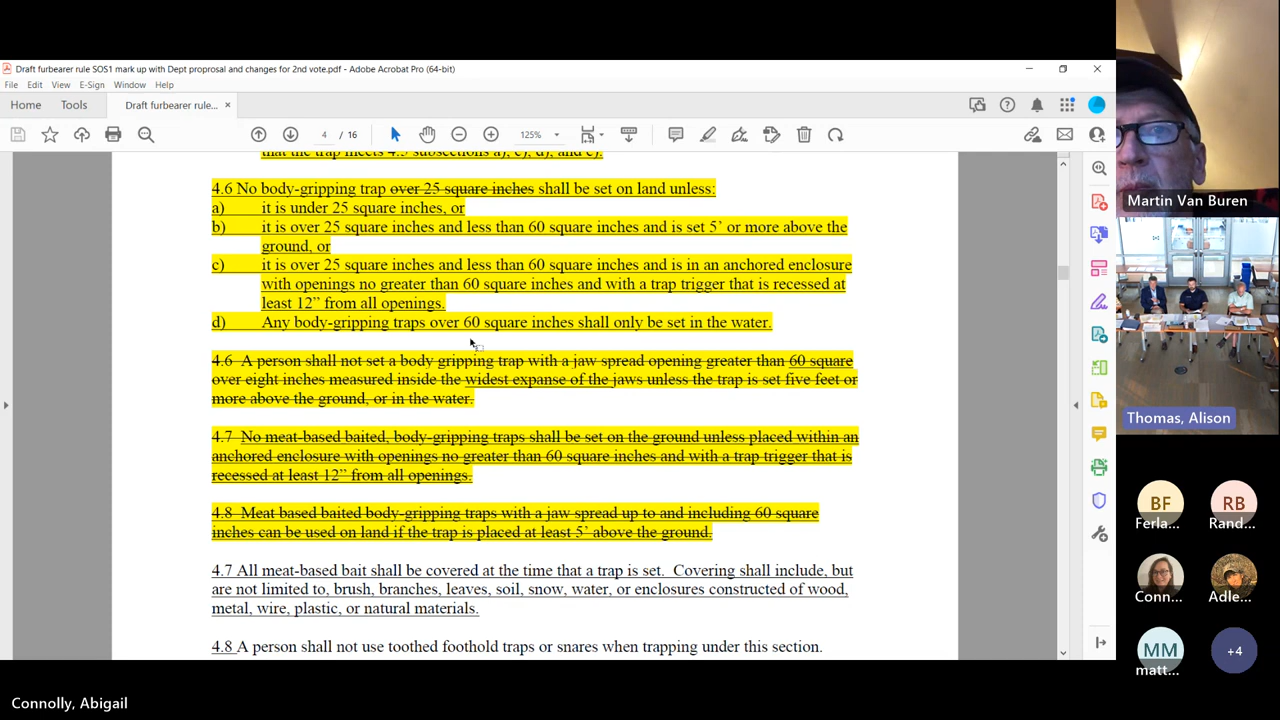 Draft furbearer rule SOS1 mark up with Dept proprosal and changes for 2nd vote.pdf - Adobe Acrobat Pro (64-bit)
File Edit View E-Sign Window Help
Home Tools Draft furbearer rule... ×
4 / 16 125%
that the trap meets 4.5 subsections a), c), d), and e).
4.6 No body-gripping trap over 25 square inches shall be set on land unless:
a) it is under 25 square inches, or
b) it is over 25 square inches and less than 60 square inches and is set 5’ or more above the
ground, or
c) it is over 25 square inches and less than 60 square inches and is in an anchored enclosure
with openings no greater than 60 square inches and with a trap trigger that is recessed at
least 12” from all openings.
d) Any body-gripping traps over 60 square inches shall only be set in the water.
4.6 A person shall not set a body gripping trap with a jaw spread opening greater than 60 square
over eight inches measured inside the widest expanse of the jaws unless the trap is set five feet or
more above the ground, or in the water.
4.7 No meat-based baited, body-gripping traps shall be set on the ground unless placed within an
anchored enclosure with openings no greater than 60 square inches and with a trap trigger that is
recessed at least 12” from all openings.
4.8 Meat based baited body-gripping traps with a jaw spread up to and including 60 square
inches can be used on land if the trap is placed at least 5’ above the ground.
4.7 All meat-based bait shall be covered at the time that a trap is set. Covering shall include, but
are not limited to, brush, branches, leaves, soil, snow, water, or enclosures constructed of wood,
metal, wire, plastic, or natural materials.
4.8 A person shall not use toothed foothold traps or snares when trapping under this section.
Martin Van Buren
Thomas, Alison
BF RB
Ferla... Rand...
Conn... Adle...
MM +4
matt...
Connolly, Abigail